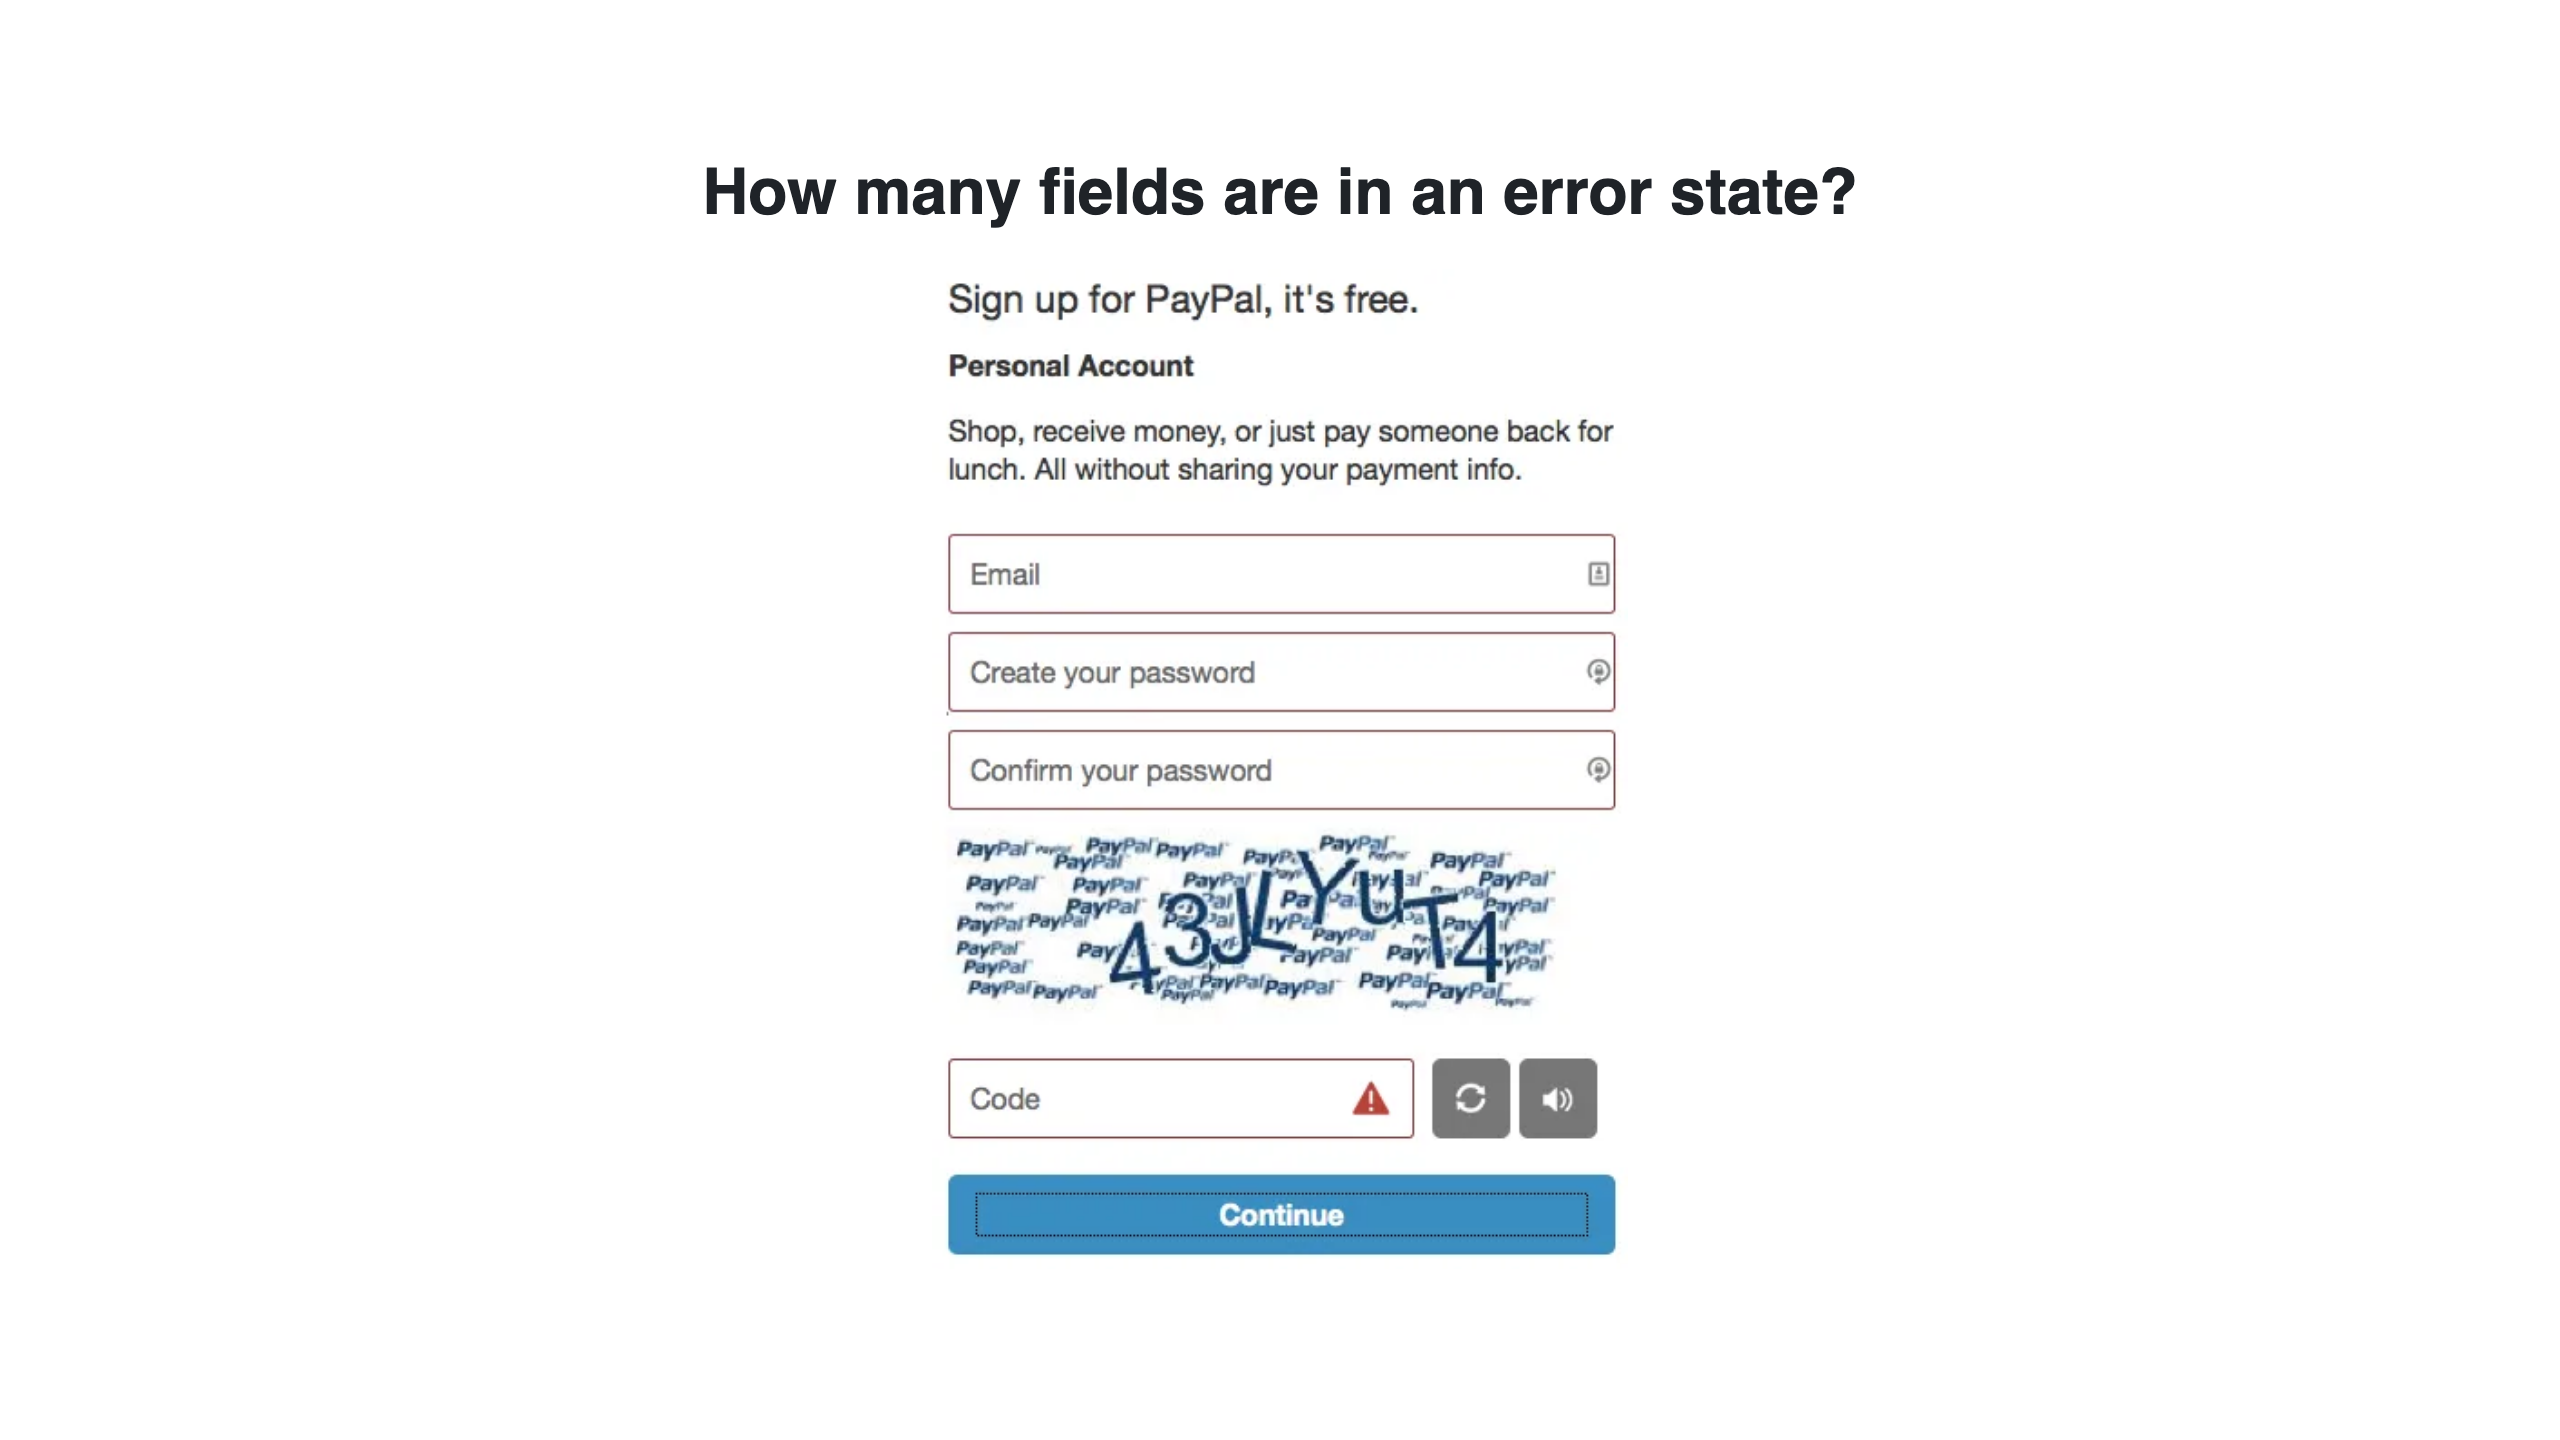 How many fields are in an error state?
Sign up for PayPal, it's free.
Personal Account
Shop, receive money, or just pay someone back for
lunch. All without sharing your payment info.
Email
Create your password
Confirm your password
Code
Continue